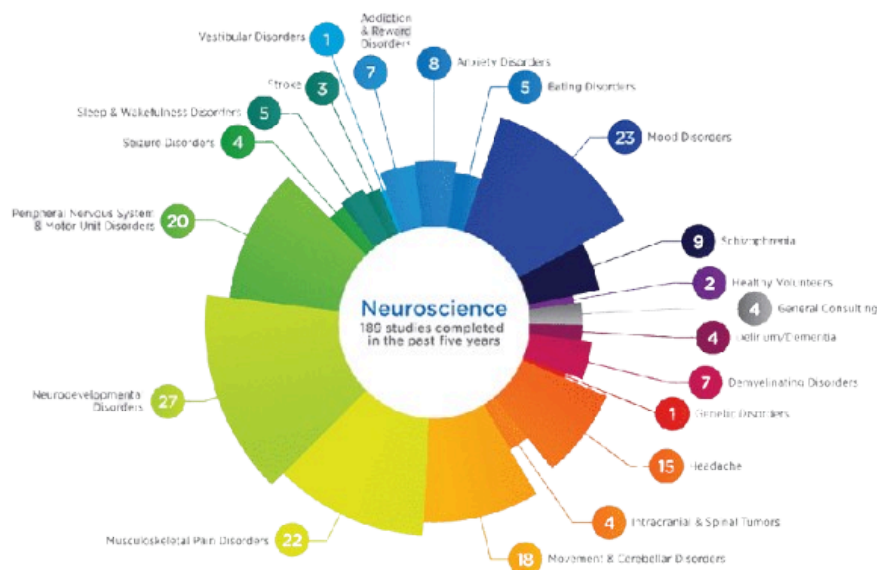 Neuroscience
189 studies completed
in the past five years
1
Vestibular Disorders
7
Addiction
& Reward
Disorders
8
Anxiety Disorders
5
Eating Disorders
23
Mood Disorders
9
Schizophrenia
2
Healthy Volunteers
4
General Consulting
4
Delirium/Dementia
7
Demyelinating Disorders
1
Genetic Disorders
15
Headache
4
Intracranial & Spinal Tumors
18
Movement & Cerebellar Disorders
22
Musculoskeletal Pain Disorders
27
Neurodevelopmental
Disorders
20
Peripheral Nervous System
& Motor Unit Disorders
4
Seizure Disorders
5
Sleep & Wakefulness Disorders
3
Stroke